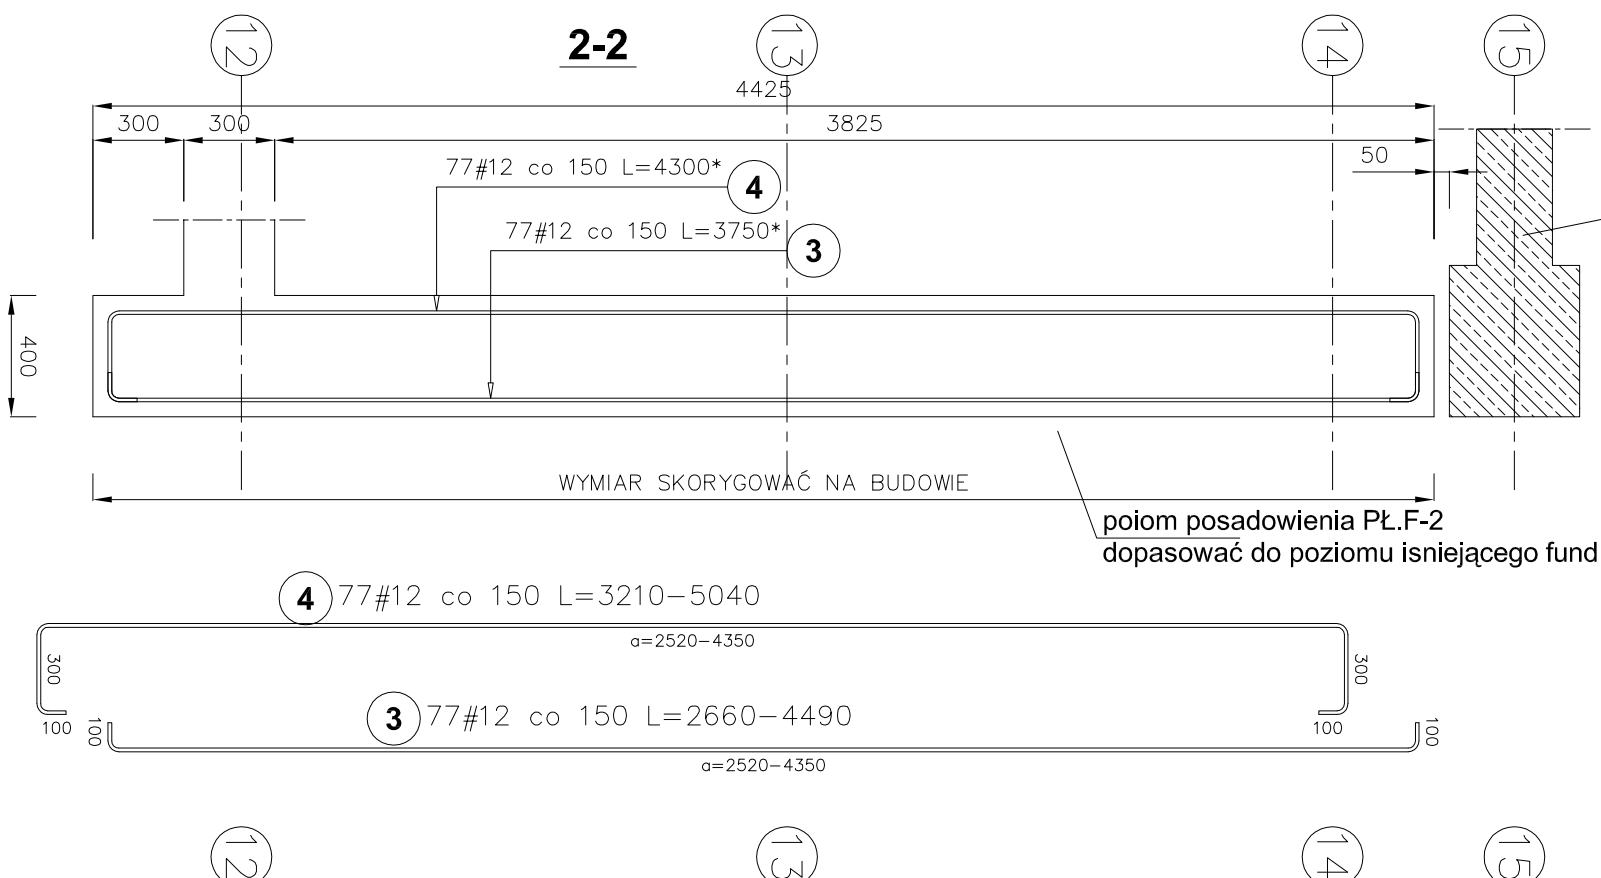 12
2-2
13
14
15
4425
300
300
3825
50
77#12 co 150 L=4300*
4
77#12 co 150 L=3750*
3
400
WYMIAR SKORYGOWAĆ NA BUDOWIE
poiom posadowienia PŁ.F-2
dopasować do poziomu isniejącego fund
4
77#12 co 150 L=3210-5040
a=2520-4350
300
300
100
100
3
77#12 co 150 L=2660-4490
100
100
a=2520-4350
12
13
14
15